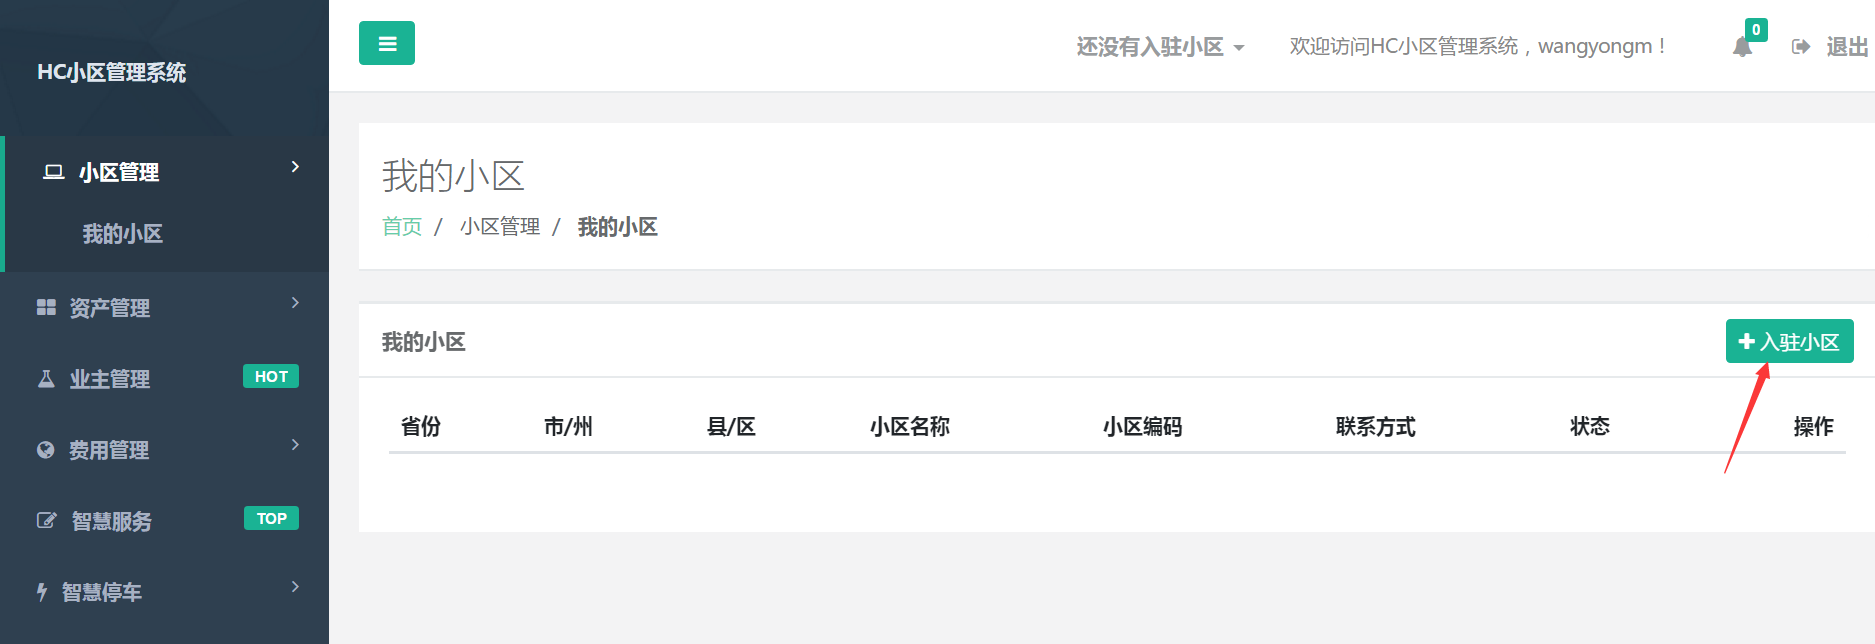 HC小区管理系统
还没有入驻小区
欢迎访问HC小区管理系统，wangyongm！
0
退出
小区管理
我的小区
资产管理
业主管理 HOT
费用管理
智慧服务 TOP
智慧停车
我的小区
首页 / 小区管理 / 我的小区
我的小区
入驻小区
省份 市/州 县/区 小区名称 小区编码 联系方式 状态 操作